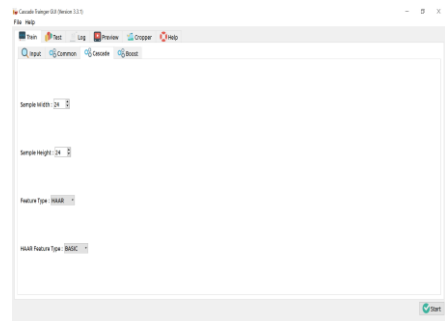 Cascade Trainer GUI (Version 3.3.1)
File Help
Train Test Log Preview Cropper Help
Input Common Cascade Boost
Sample Width: 24
Sample Height: 24
Feature Type: HAAR
HAAR Feature Type: BASIC
Start